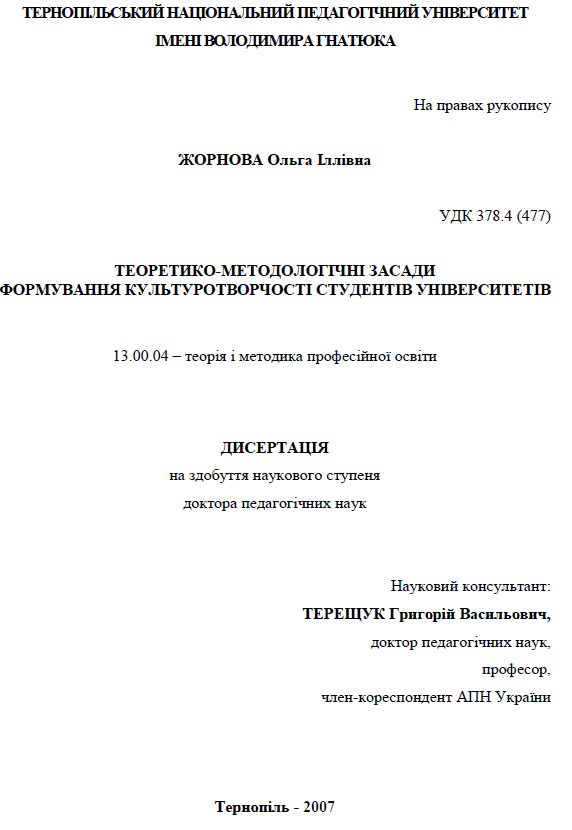 ТЕРНОПІЛЬСЬКИЙ НАЦІОНАЛЬНИЙ ПЕДАГОГІЧНИЙ УНІВЕРСИТЕТ
ІМЕНІ ВОЛОДИМИРА ГНАТЮКА
На правах рукопису
ЖОРНОВА Ольга Іллівна
УДК 378.4 (477)
ТЕОРЕТИКО-МЕТОДОЛОГІЧНІ ЗАСАДИ
ФОРМУВАННЯ КУЛЬТУРОТВОРЧОСТІ СТУДЕНТІВ УНІВЕРСИТЕТІВ
13.00.04 – теорія і методика професійної освіти
ДИСЕРТАЦІЯ
на здобуття наукового ступеня
доктора педагогічних наук
Науковий консультант:
ТЕРЕЩУК Григорій Васильович,
доктор педагогічних наук,
професор,
член-кореспондент АПН України
Тернопіль - 2007